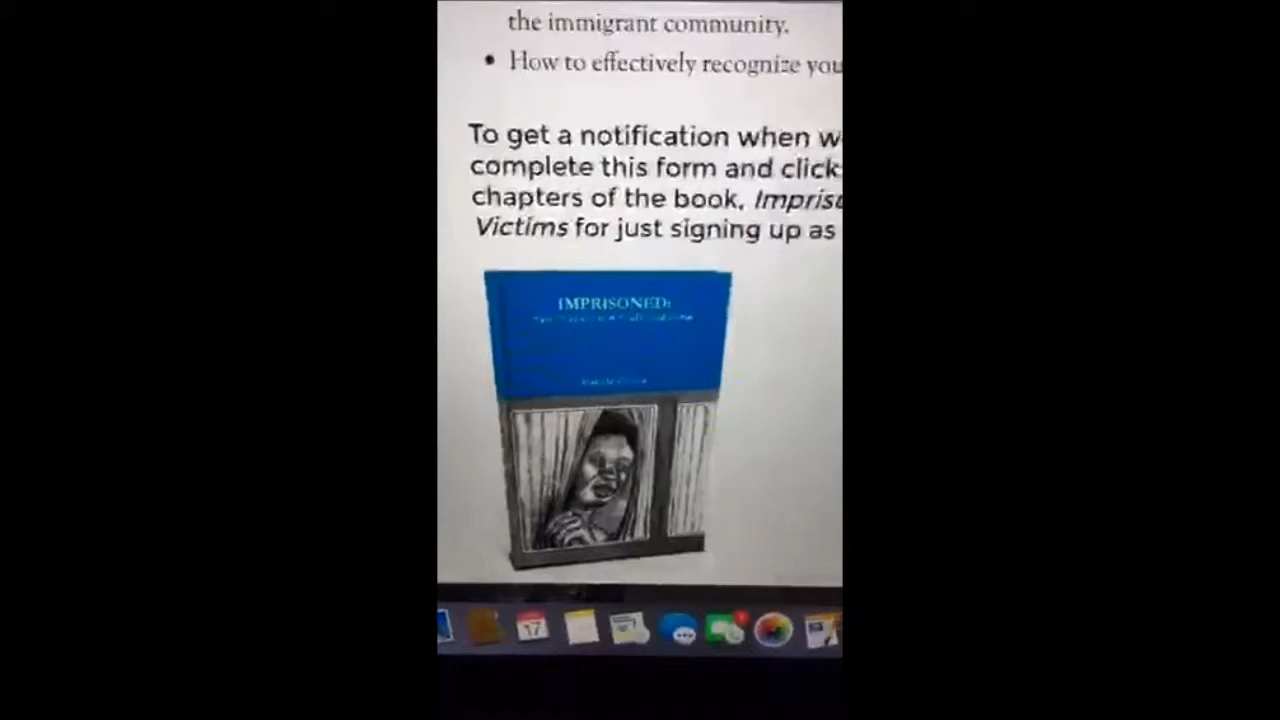 the immigrant community.
• How to effectively recognize you
To get a notification when w
complete this form and click
chapters of the book, Impriso
Victims for just signing up as
IMPRISONED:
17